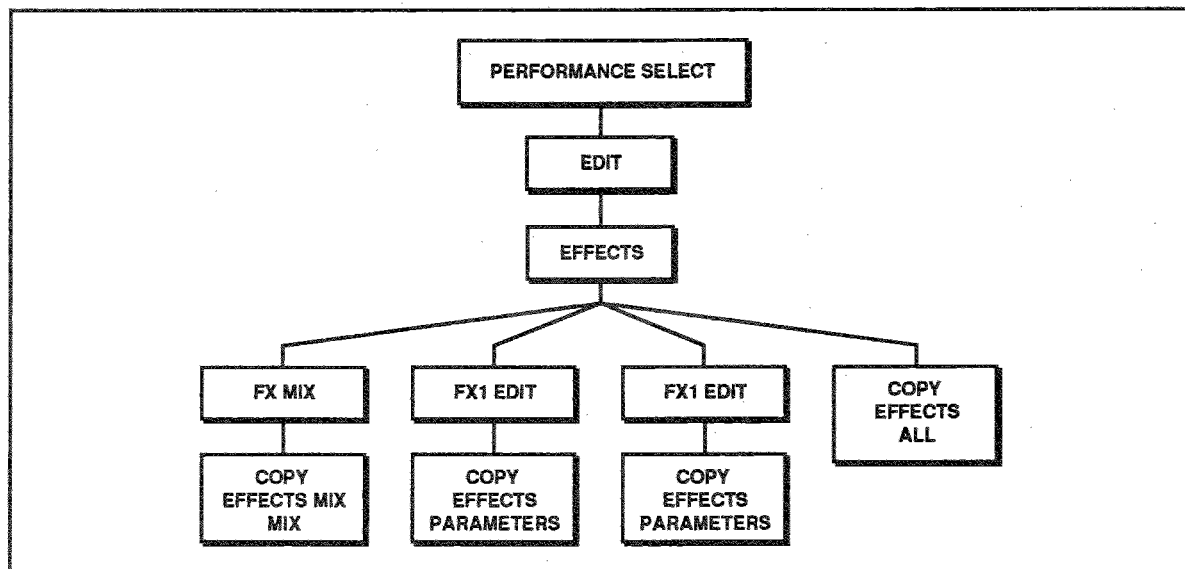 PERFORMANCE SELECT
EDIT
EFFECTS
FX MIX
FX1 EDIT
FX1 EDIT
COPY
EFFECTS
ALL
COPY
EFFECTS MIX
MIX
COPY
EFFECTS
PARAMETERS
COPY
EFFECTS
PARAMETERS